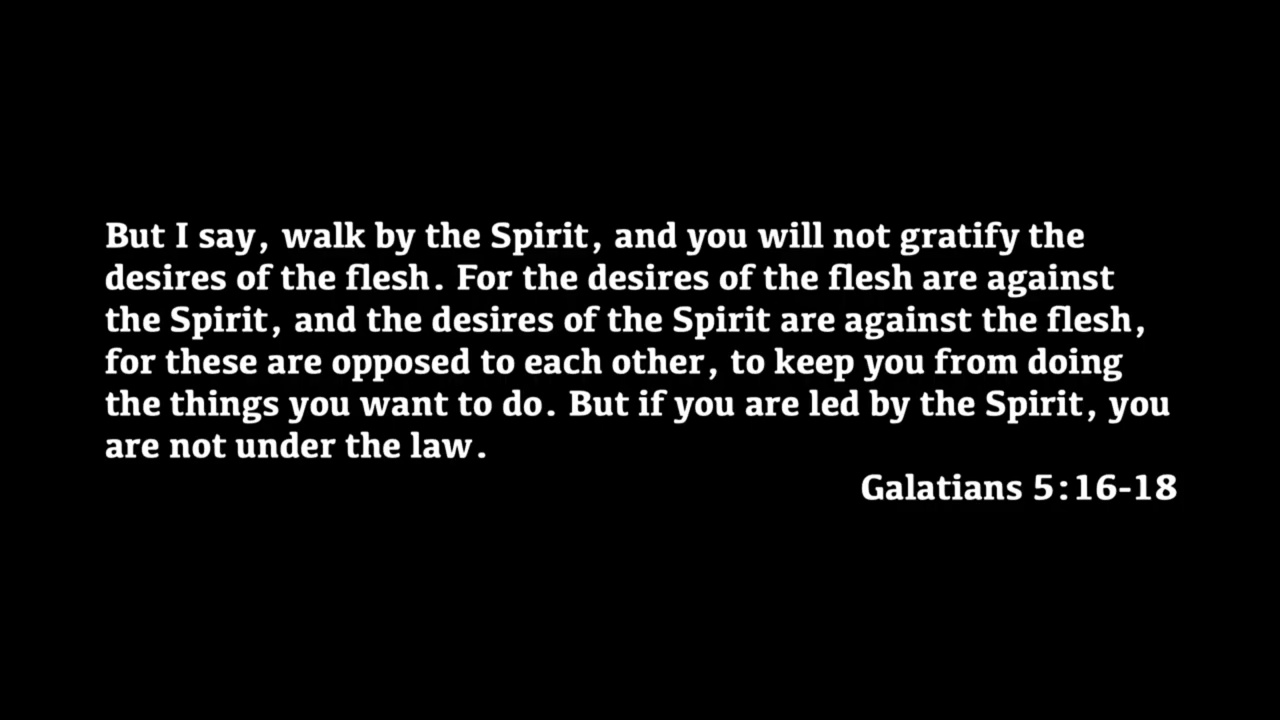 But I say, walk by the Spirit, and you will not gratify the
desires of the flesh. For the desires of the flesh are against
the Spirit, and the desires of the Spirit are against the flesh,
for these are opposed to each other, to keep you from doing
the things you want to do. But if you are led by the Spirit, you
are not under the law.
Galatians 5:16-18